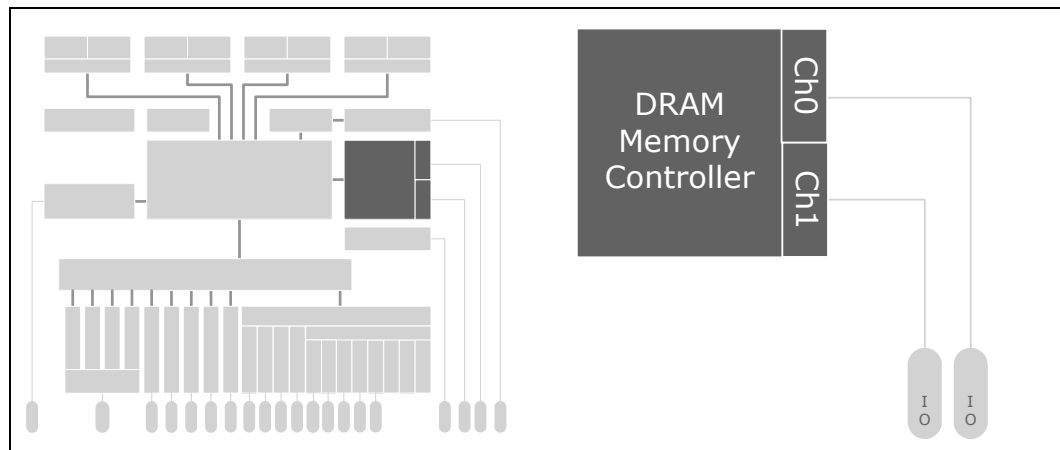 DRAM
Memory
Controller
Ch0
Ch1
I
O
I
O